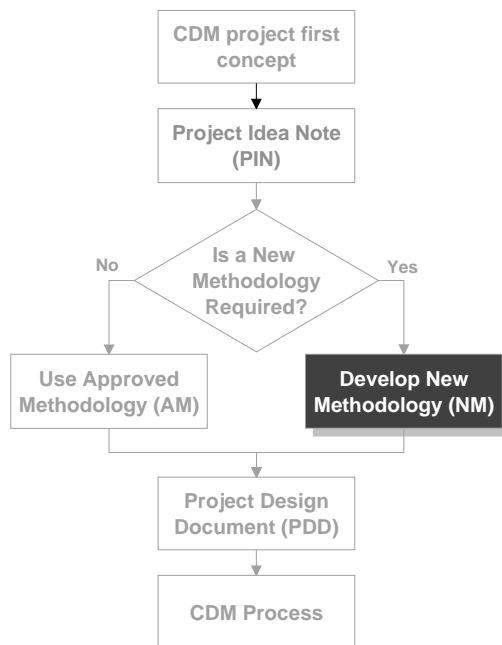 CDM project first
concept
Project Idea Note
(PIN)
Is a New
Methodology
Required?
No
Yes
Use Approved
Methodology (AM)
Develop New
Methodology (NM)
Project Design
Document (PDD)
CDM Process